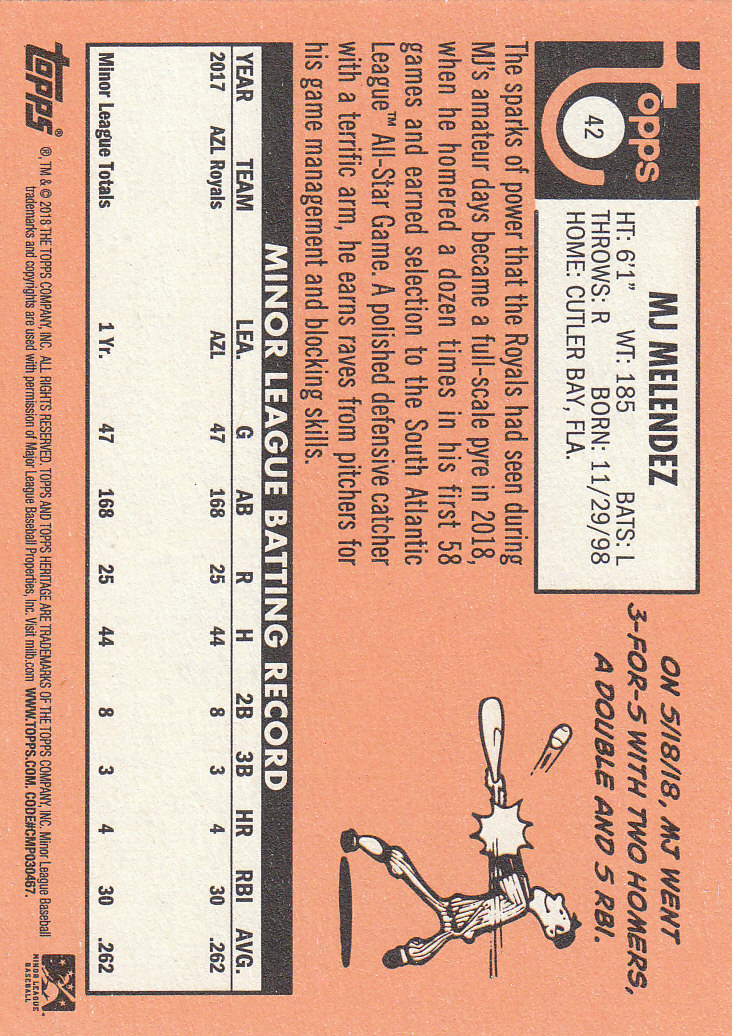 topps
42
MJ MELENDEZ
HT: 6'1" WT: 185 BATS: L
THROWS: R BORN: 11/29/98
HOME: CUTLER BAY, FLA.
ON 5/18/18, MJ WENT
3-FOR-5 WITH TWO HOMERS,
A DOUBLE AND 5 RBI.
The sparks of power that the Royals had seen during
MJ's amateur days became a full-scale pyre in 2018,
when he homered a dozen times in his first 58
games and earned selection to the South Atlantic
League™ All-Star Game. A polished defensive catcher
with a terrific arm, he earns raves from pitchers for
his game management and blocking skills.
MINOR LEAGUE BATTING RECORD
YEAR TEAM LEA. G AB R H 2B 3B HR RBI AVG.
2017 AZL Royals AZL 47 168 25 44 8 3 4 30 .262
Minor League Totals 1 Yr. 47 168 25 44 8 3 4 30 .262
topps®
®, TM & © 2018 THE TOPPS COMPANY, INC. ALL RIGHTS RESERVED. TOPPS AND TOPPS HERITAGE ARE TRADEMARKS OF THE TOPPS COMPANY, INC. Minor League Baseball
trademarks and copyrights are used with permission of Major League Baseball Properties, Inc. Visit milb.com WWW.TOPPS.COM. CODE#CMP030467.
MINOR LEAGUE
BASEBALL